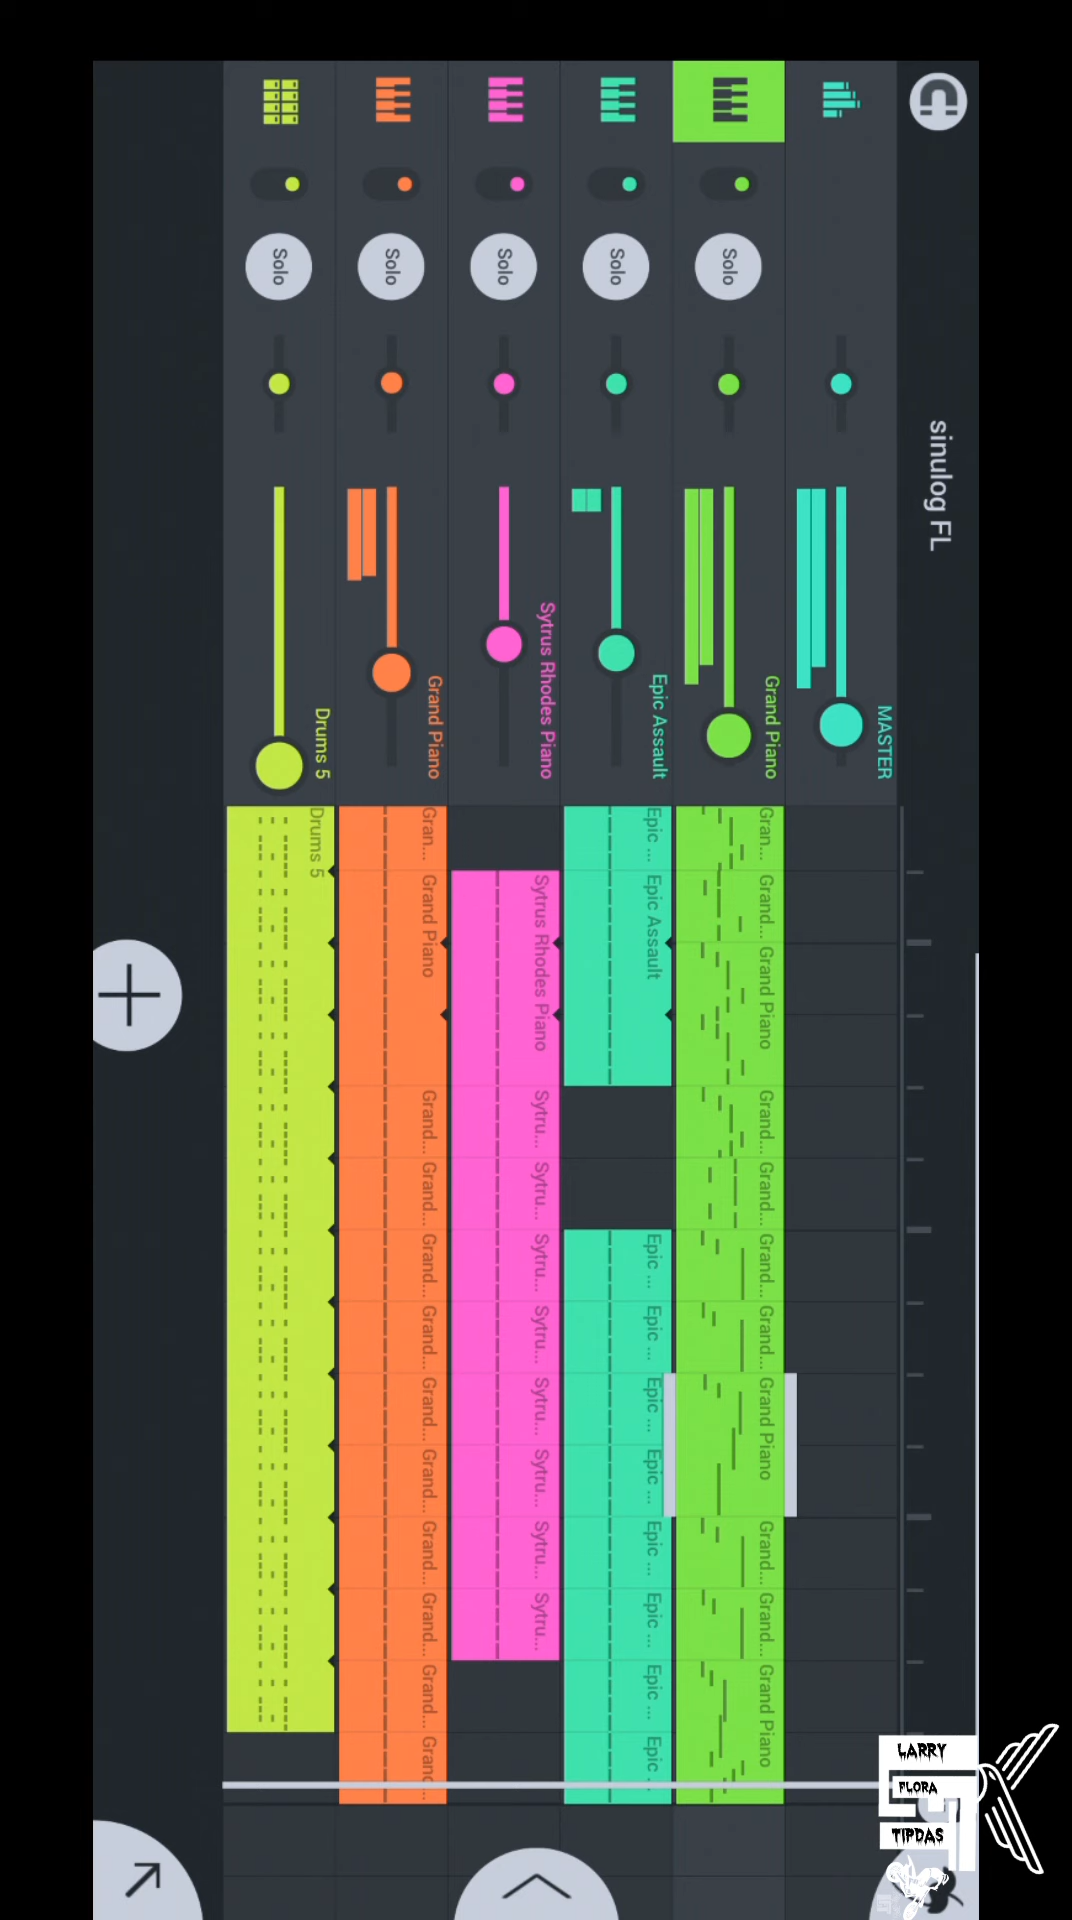 sinulog FL
MASTER
Solo
Grand Piano
Gran...
Grand...
Grand Piano
Grand...
Grand...
Grand...
Grand...
Grand Piano
Grand...
Grand...
Grand Piano
Solo
Epic Assault
Epic ...
Epic Assault
Epic ...
Epic ...
Epic ...
Epic ...
Epic ...
Epic ...
Epic ...
Epic .
Solo
Sytrus Rhodes Piano
Sytrus Rhodes Piano
Sytru...
Sytru...
Sytru...
Sytru...
Sytru...
Sytru...
Sytru...
Sytru...
Solo
Grand Piano
Gran...
Grand Piano
Grand...
Grand...
Grand...
Grand...
Grand...
Grand...
Grand...
Grand...
Grand...
Granc
Solo
Drums 5
Drums 5
LARRY
FLORA
TIPDAS